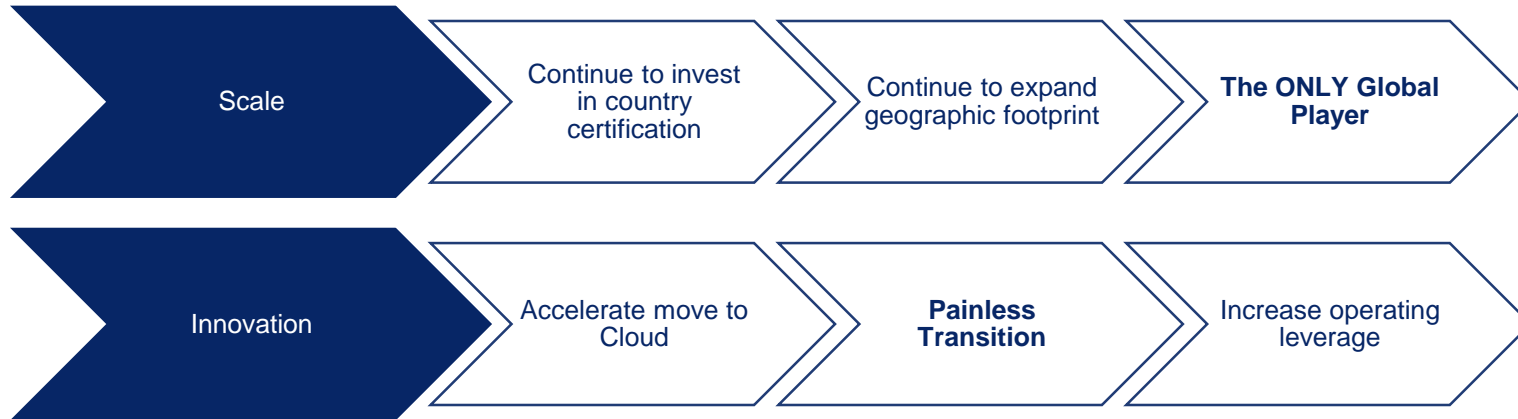 Scale
Continue to invest
in country
certification
Continue to expand
geographic footprint
The ONLY Global
Player
Innovation
Accelerate move to
Cloud
Painless
Transition
Increase operating
leverage